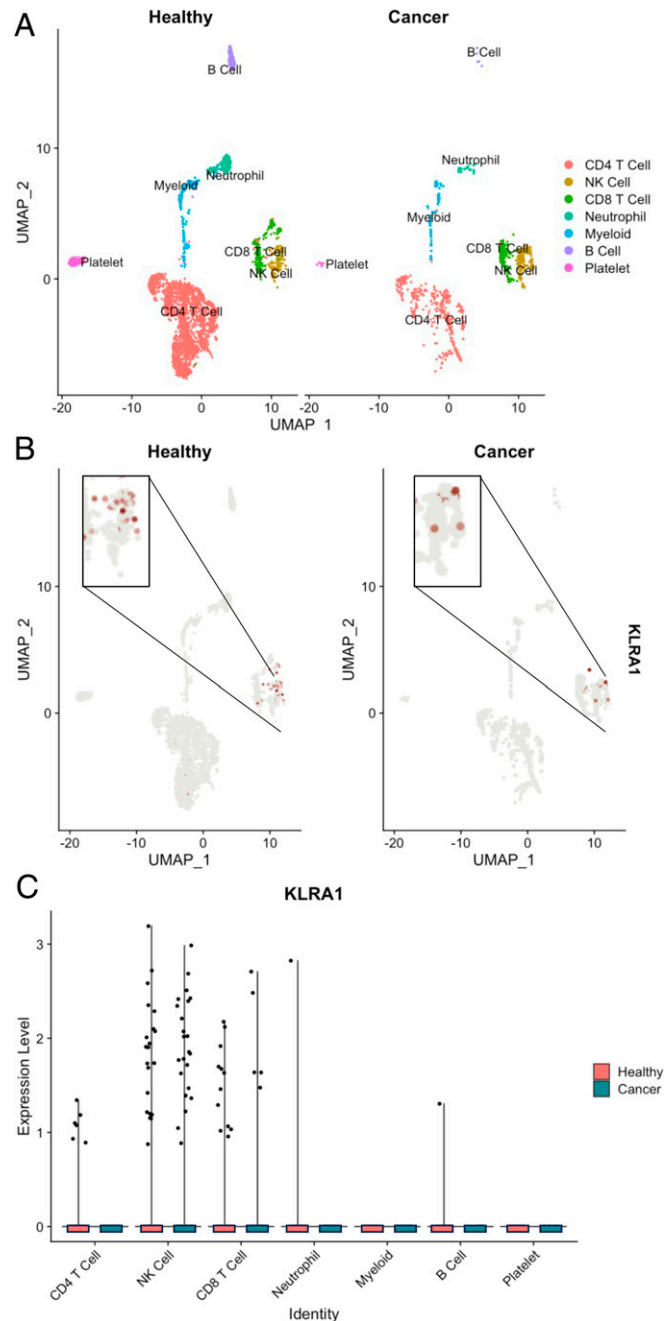 A
Healthy
Cancer
B Cell
B Cell
10
Neutrophil
Neutrophil
Myeloid
Myeloid
UMAP_2
CD8 T Cell
CD8 T Cell
Platelet
Platelet
NK Cell
NK Cell
0
CD4 T Cell
CD4 T Cell
-20
-10
0
10
-20
-10
0
10
UMAP_1
CD4 T Cell
NK Cell
CD8 T Cell
Neutrophil
Myeloid
B Cell
Platelet
B
Healthy
Cancer
10
0
UMAP_2
-20
-10
0
10
UMAP_1
10
0
UMAP_2
-20
-10
0
10
UMAP_1
KLRA1
C
KLRA1
Expression Level
3
2
1
0
CD4 T Cell
NK Cell
CD8 T Cell
Neutrophil
Myeloid
B Cell
Platelet
Identity
Healthy
Cancer